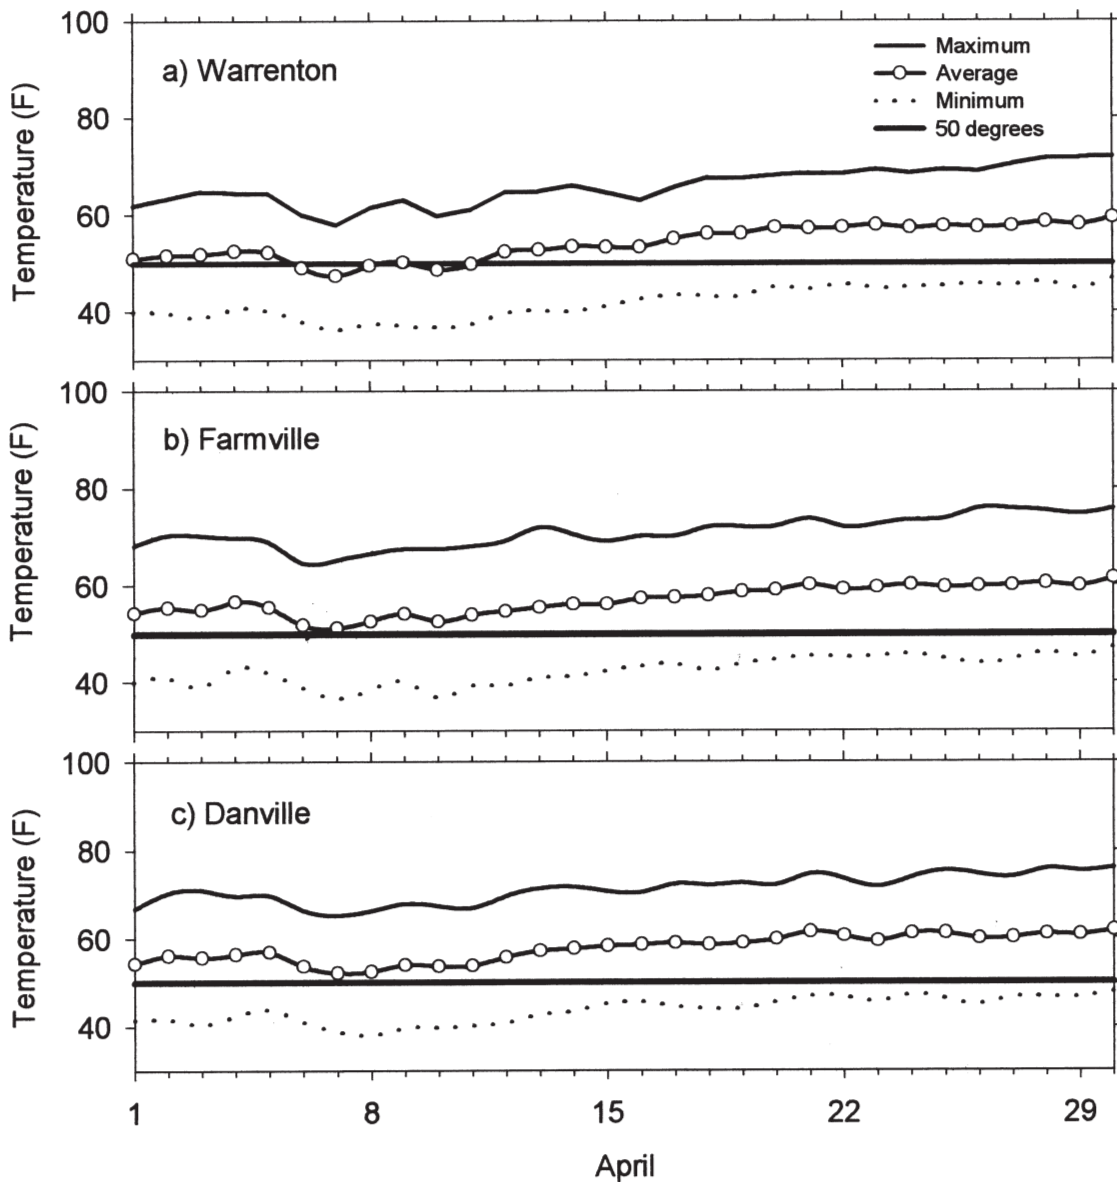 100
80
60
40
Temperature (F)
a) Warrenton
Maximum
Average
Minimum
50 degrees
100
80
60
40
Temperature (F)
b) Farmville
100
80
60
40
Temperature (F)
c) Danville
1 8 15 22 29
April